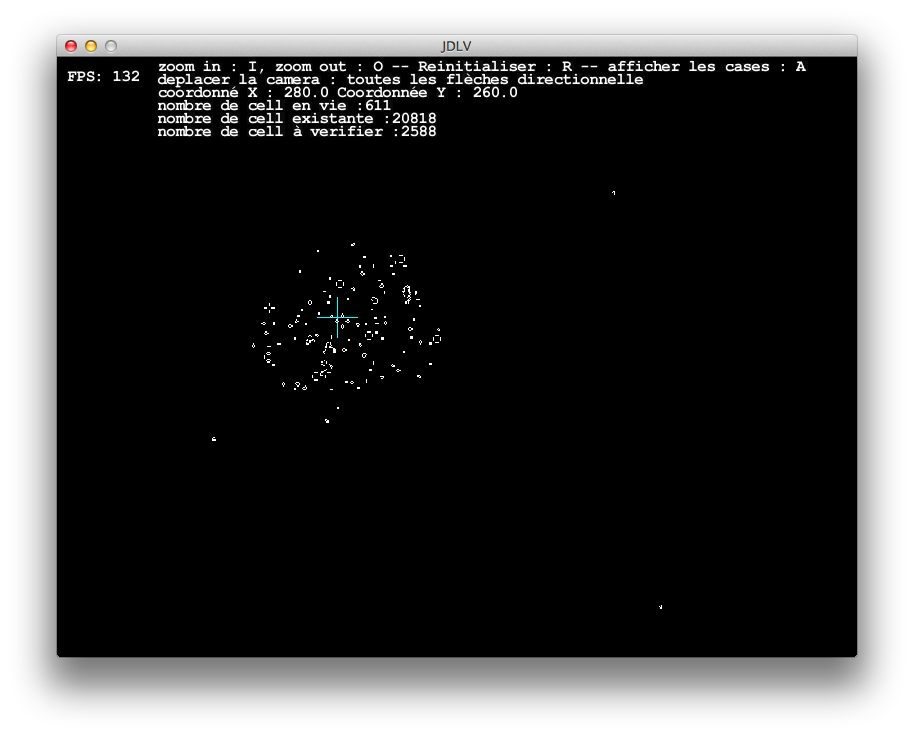 JDLV
FPS: 132
zoom in : I, zoom out : O -- Reinitialiser : R -- afficher les cases : A
deplacer la camera : toutes les flèches directionnelle
coordonné X : 280.0 Coordonnée Y : 260.0
nombre de cell en vie :611
nombre de cell existante :20818
nombre de cell à verifier :2588